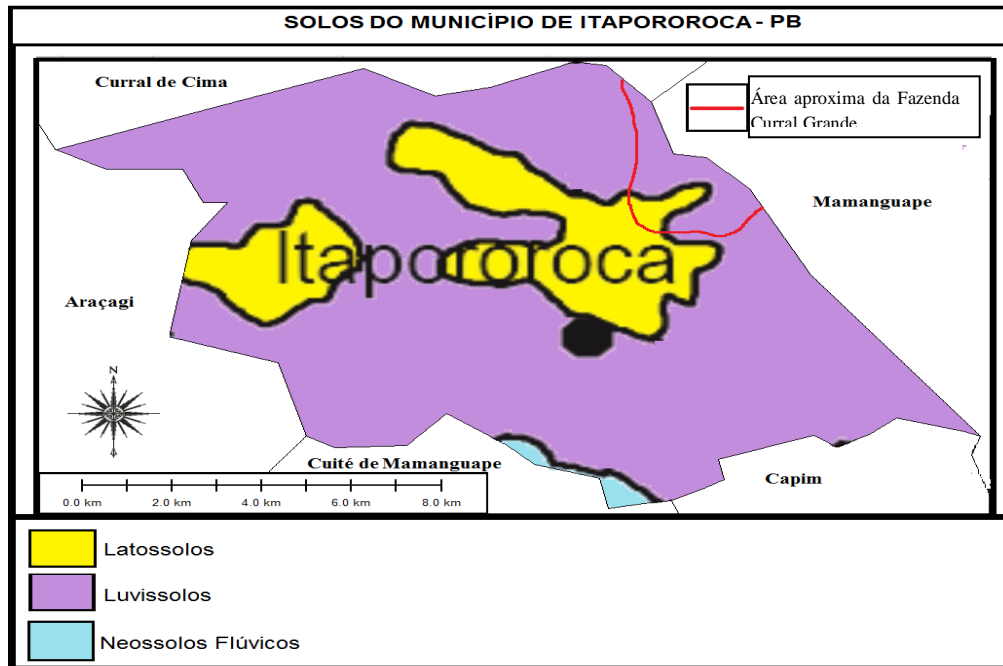 SOLOS DO MUNICÍPIO DE ITAPOROROCA - PB
Curral de Cima
Área aproxima da Fazenda
Curral Grande
Mamanguape
Itapororoca
Araçagi
N
Cuité de Mamanguape
Capim
0.0 km 2.0 km 4.0 km 6.0 km 8.0 km
Latossolos
Luvissolos
Neossolos Flúvicos